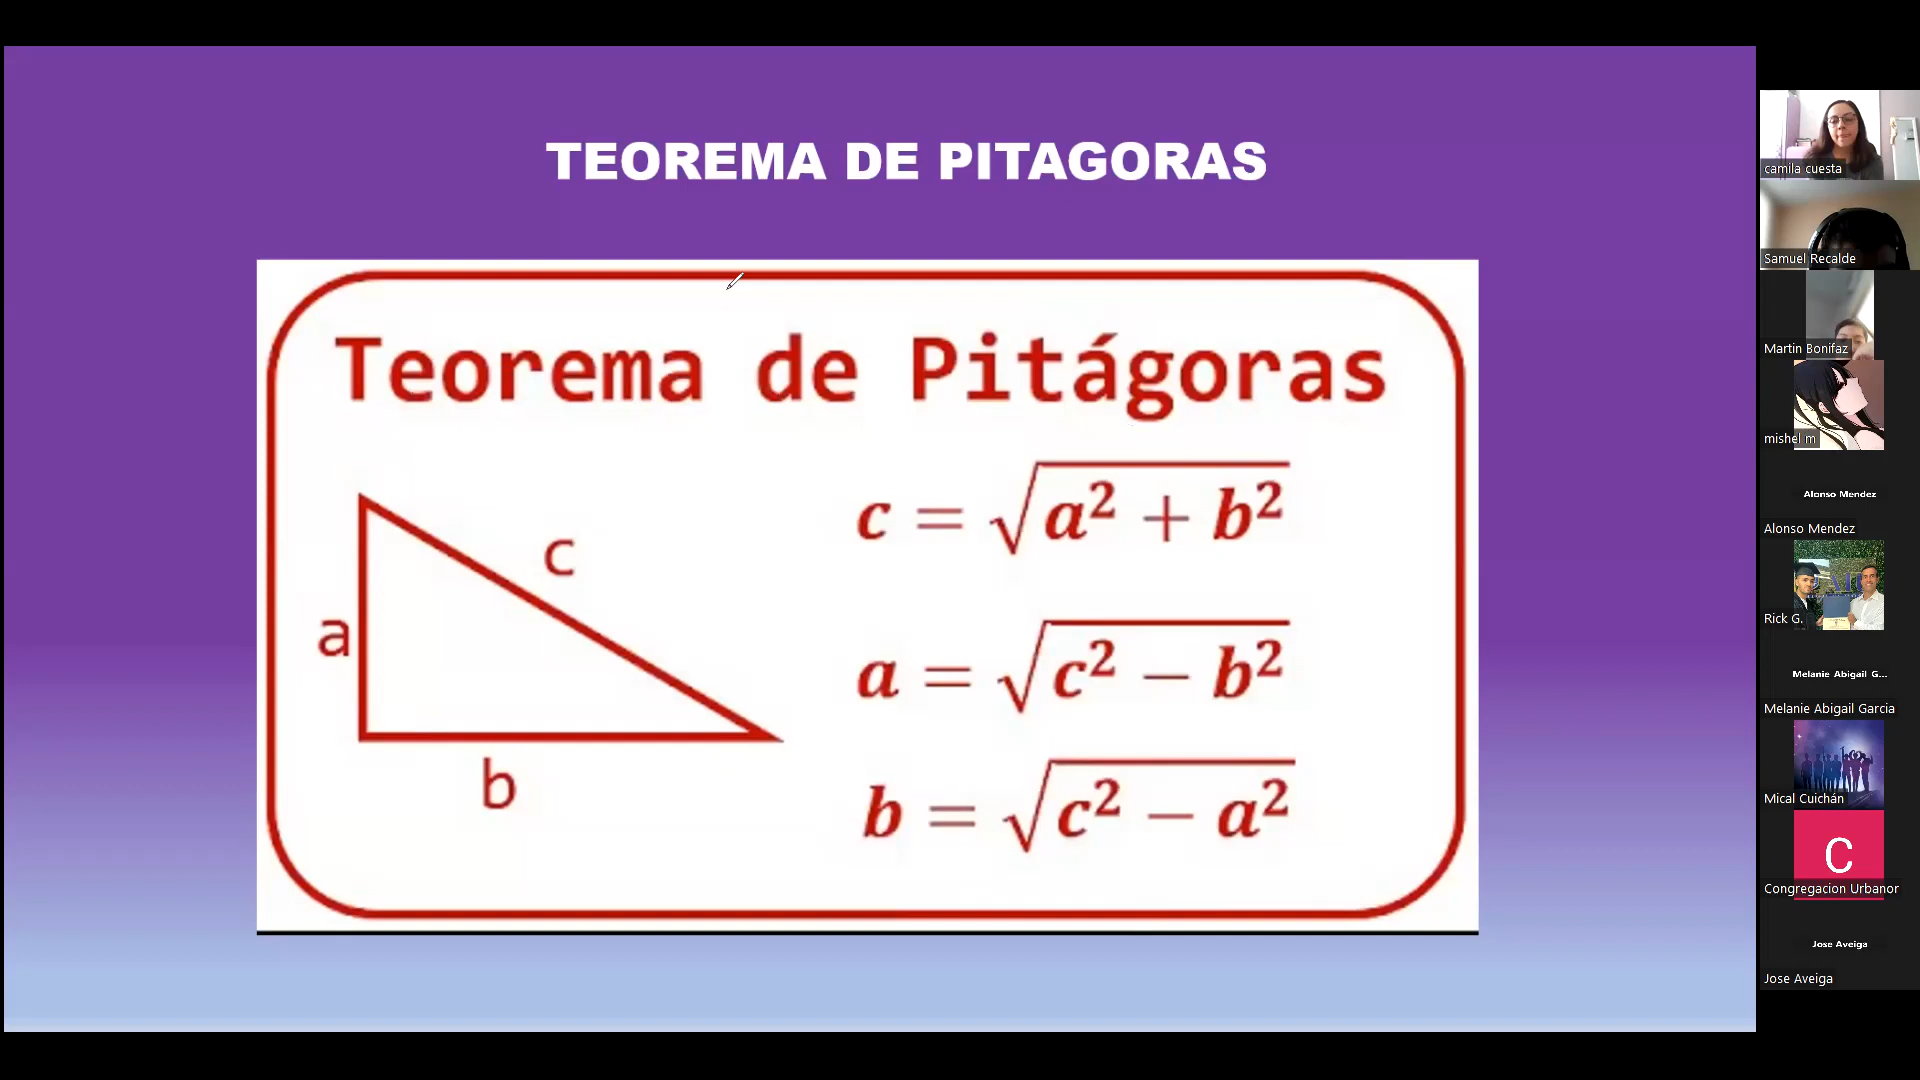 TEOREMA DE PITAGORAS
Teorema de Pitágoras
c
a
b
c = √a² + b²
a = √c² − b²
b = √c² − a²
camila cuesta
Samuel Recalde
Martin Bonifaz
mishel m
Alonso Mendez
Alonso Mendez
Rick G.
Melanie Abigail G...
Melanie Abigail Garcia
Mical Cuichán
C
Congregacion Urbanor
Jose Aveiga
Jose Aveiga